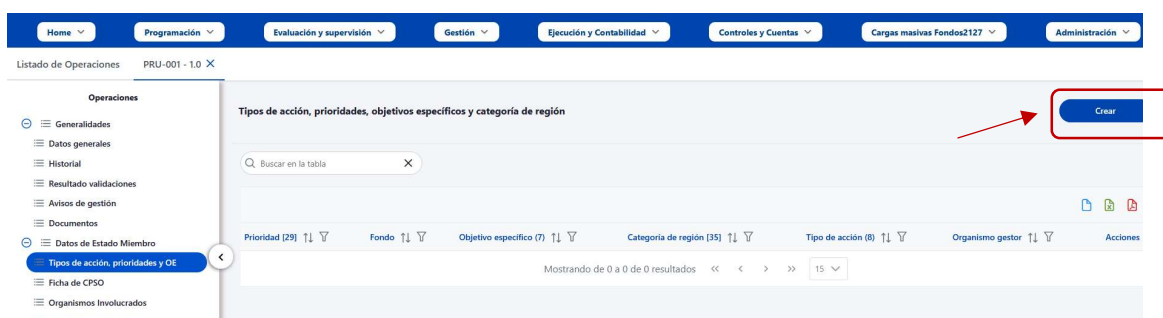 Home Programación Evaluación y supervisión Gestión Ejecución y Contabilidad Controles y Cuentas Cargas masivas Fondos2127 Administración
Listado de Operaciones PRU-001 - 1.0
Operaciones
Generalidades
Datos generales
Historial
Resultado validaciones
Avisos de gestión
Documentos
Datos de Estado Miembro
Tipos de acción, prioridades y OE
Ficha de CPSO
Organismos Involucrados
Tipos de acción, prioridades, objetivos específicos y categoría de región
Crear
Buscar en la tabla
Prioridad [29] Fondo Objetivo específico (7) Categoría de región [35] Tipo de acción (8) Organismo gestor Acciones
Mostrando de 0 a 0 de 0 resultados << < > >> 15